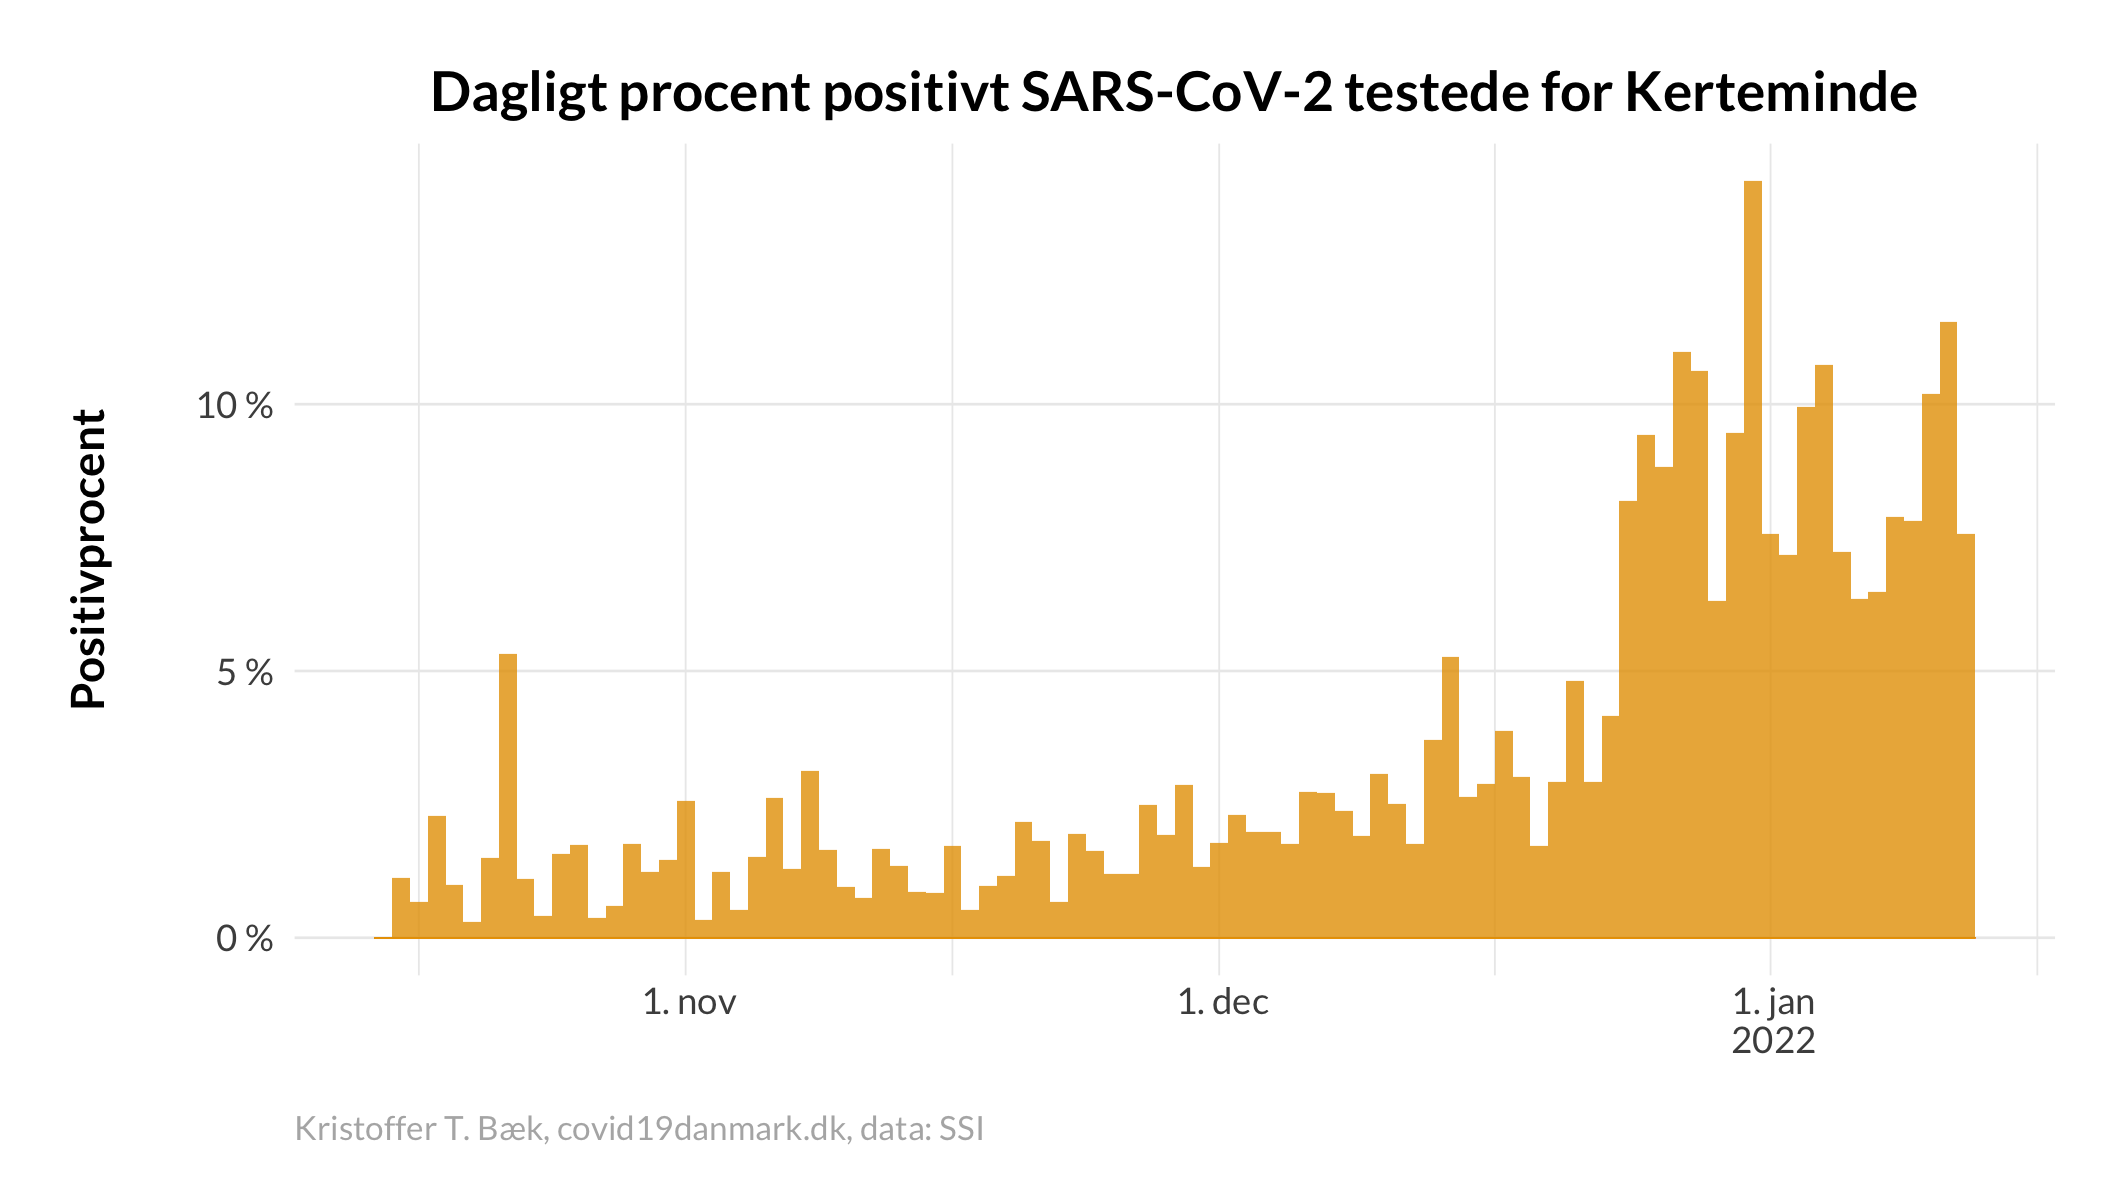 Dagligt procent positivt SARS-CoV-2 testede for Kerteminde
Positivprocent
10 %
5 %
0 %
1. nov
1. dec
1. jan
2022
Kristoffer T. Bæk, covid19danmark.dk, data: SSI